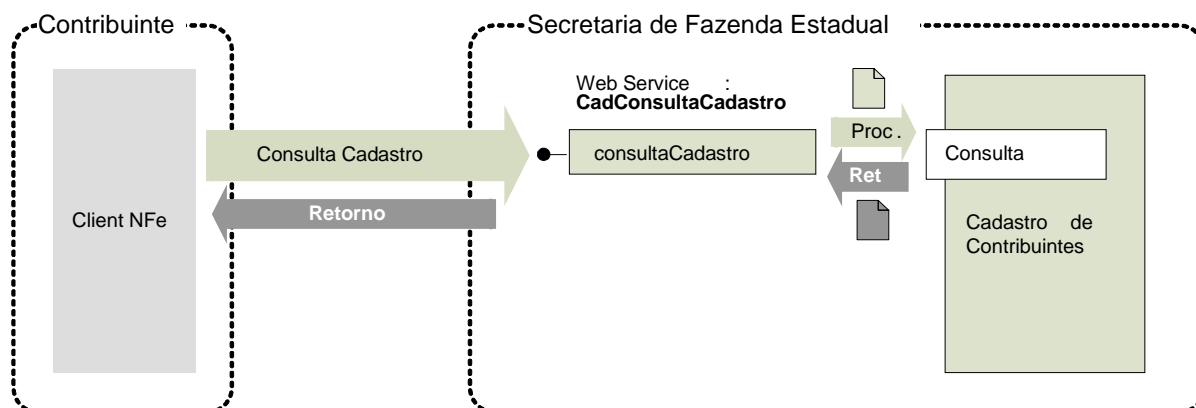 Contribuinte
Secretaria de Fazenda Estadual
Web Service :
CadConsultaCadastro
Consulta Cadastro
consultaCadastro
Proc.
Consulta
Ret
Retorno
Client NFe
Cadastro de
Contribuintes